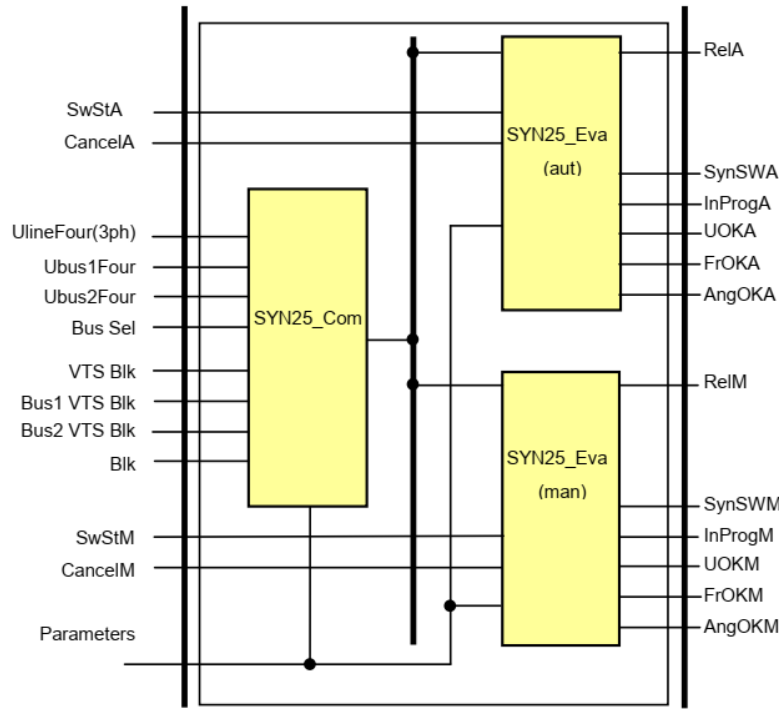 SwStA
CancelA
UlineFour(3ph)
Ubus1Four
Ubus2Four
Bus Sel
VTS Blk
Bus1 VTS Blk
Bus2 VTS Blk
Blk
SwStM
CancelM
Parameters
SYN25_Com
SYN25_Eva
(aut)
SYN25_Eva
(man)
RelA
SynSWA
InProgA
UOKA
FrOKA
AngOKA
RelM
SynSWM
InProgM
UOKM
FrOKM
AngOKM